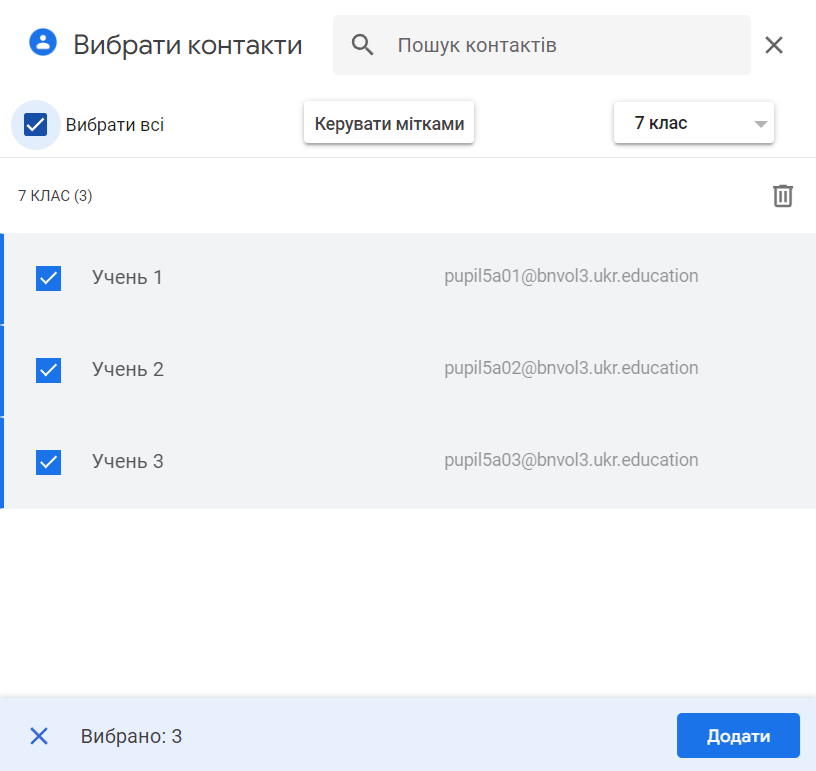 Вибрати контакти
Пошук контактів
Вибрати всі
Керувати мітками
7 клас
7 КЛАС (3)
Учень 1 pupil5a01@bnvol3.ukr.education
Учень 2 pupil5a02@bnvol3.ukr.education
Учень 3 pupil5a03@bnvol3.ukr.education
Вибрано: 3
Додати